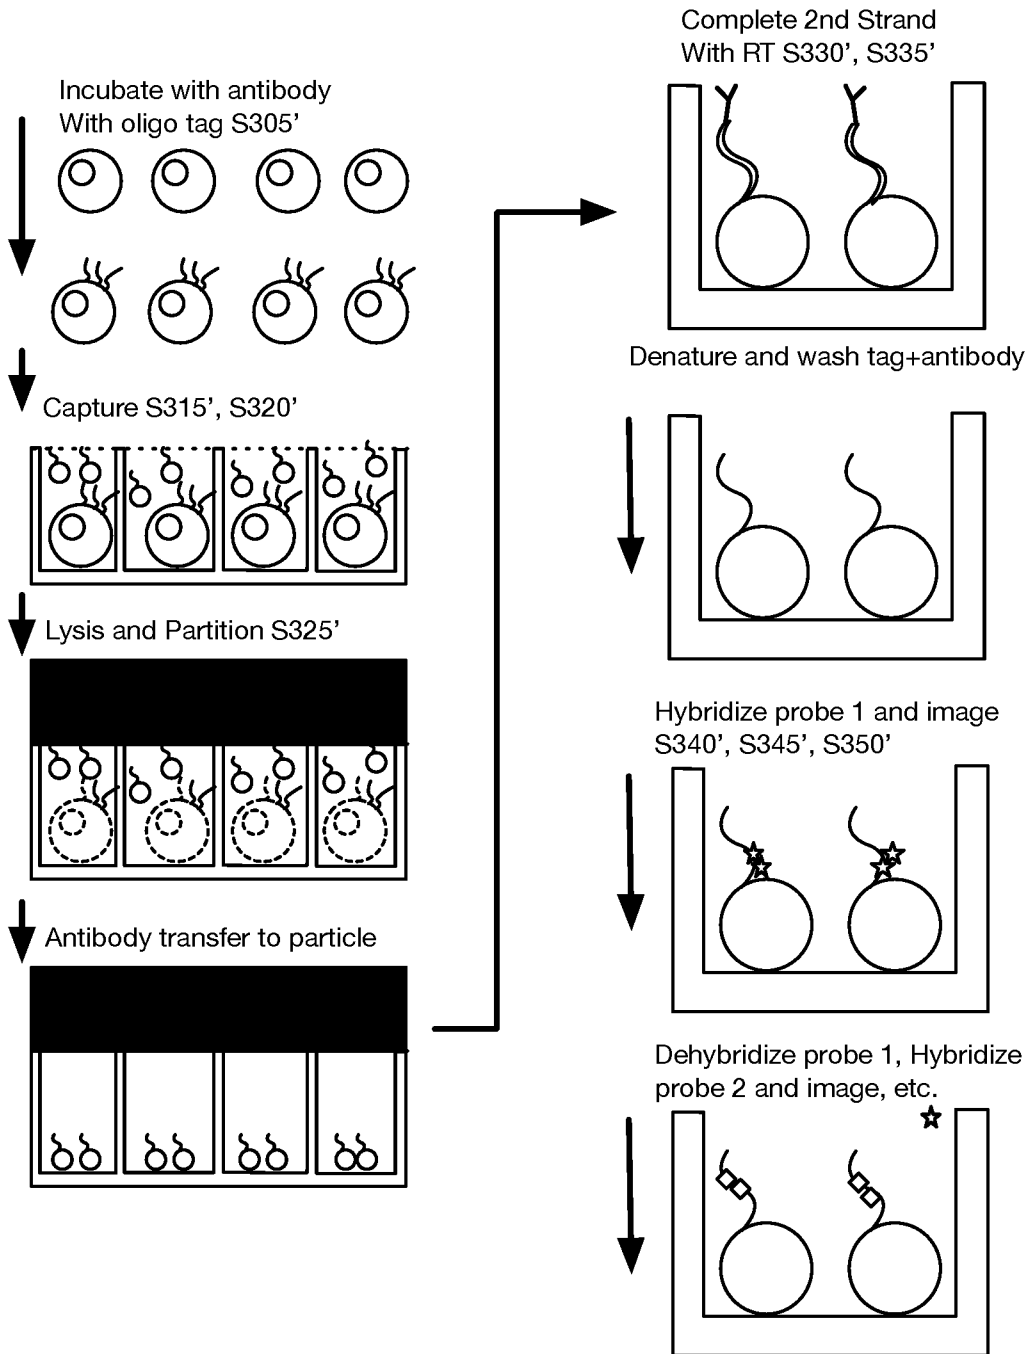 Incubate with antibody
With oligo tag S305’
Capture S315’, S320’
Lysis and Partition S325’
Antibody transfer to particle
Complete 2nd Strand
With RT S330’, S335’
Denature and wash tag+antibody
Hybridize probe 1 and image
S340’, S345’, S350’
Dehybridize probe 1, Hybridize
probe 2 and image, etc.